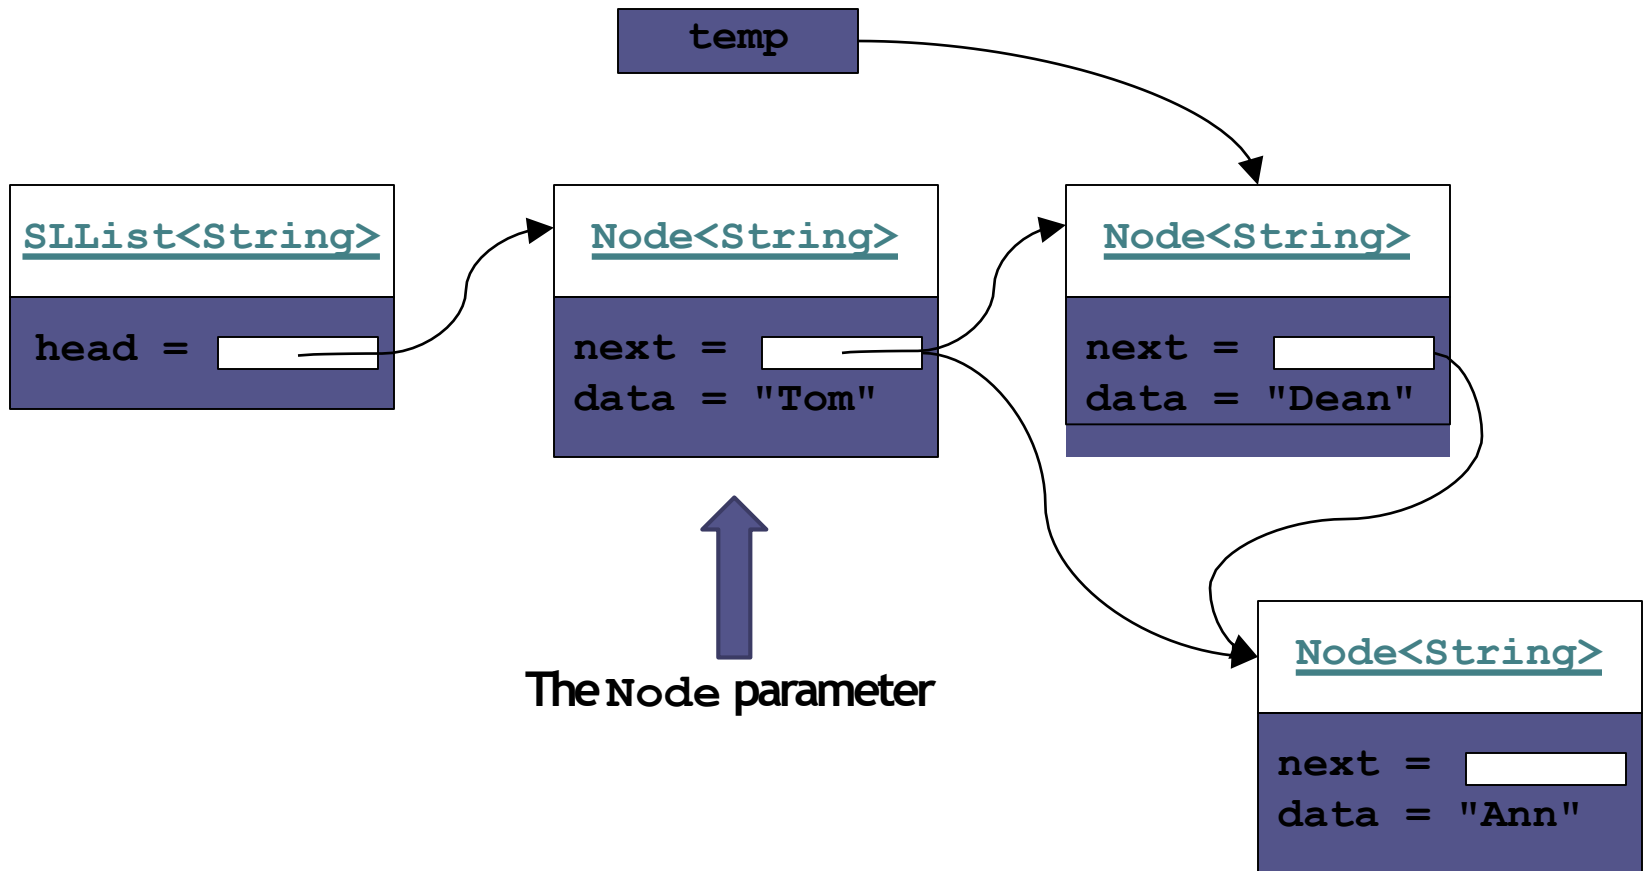 temp
SLList<String>
head =
Node<String>
next =
data = "Tom"
Node<String>
next =
data = "Dean"
The Node parameter
Node<String>
next =
data = "Ann"